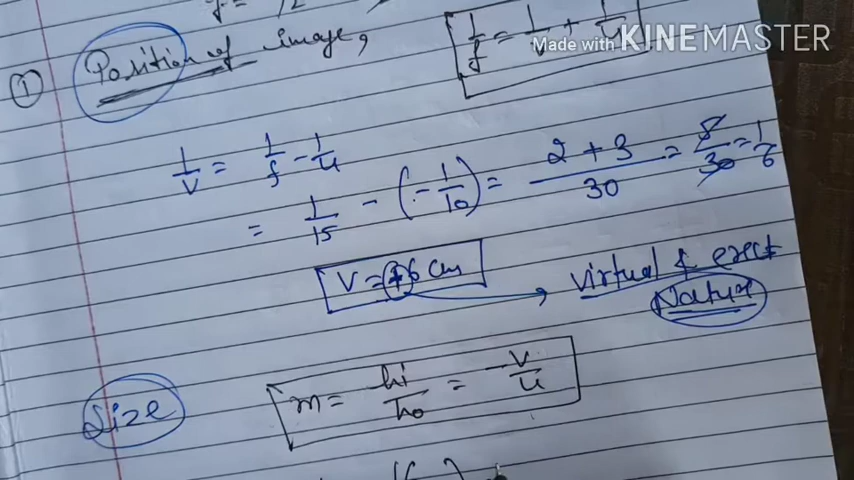 ① Position of image,
1/f = 1/v + 1/u
Made with KINEMASTER
1/v = 1/f - 1/u
= 1/15 - (-1/10) = 2 + 3/30 = 5/30 = 1/6
V = +6 cm
virtual & erect
Nature
Size
m = hi/ho = -v/u